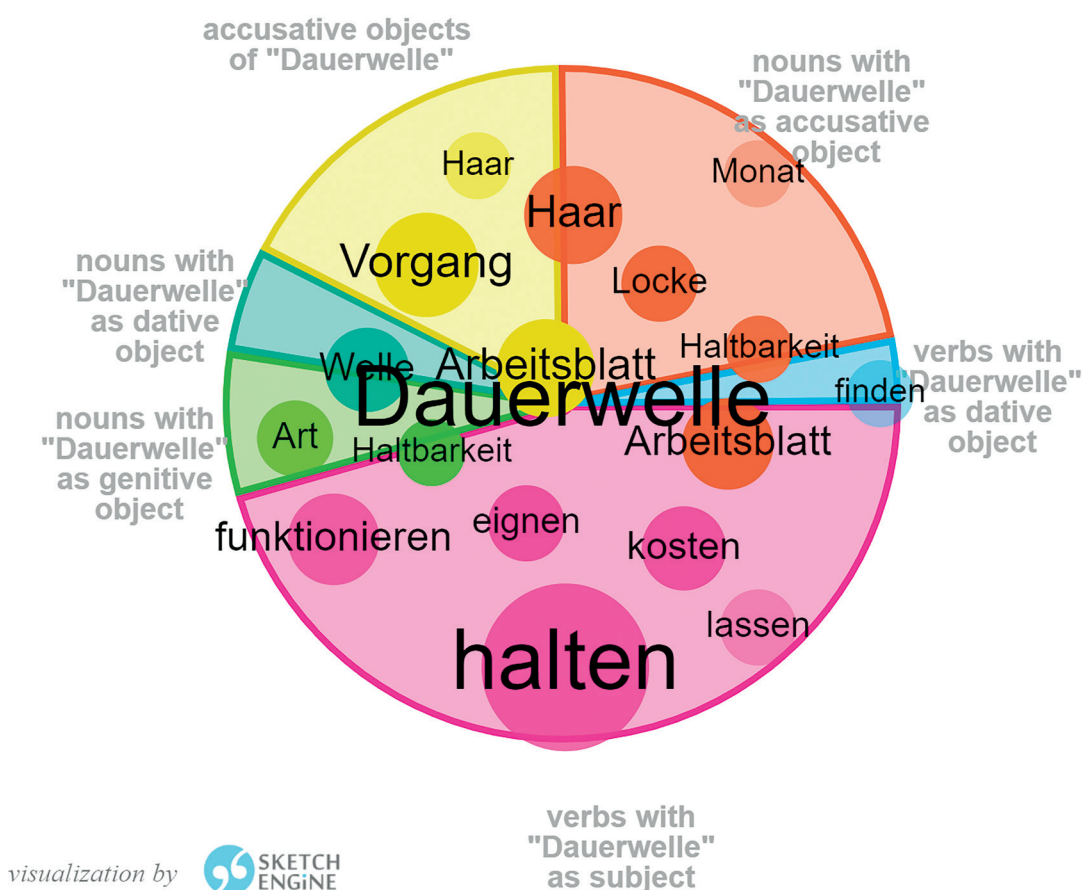 accusative objects
of "Dauerwelle"
nouns with
"Dauerwelle"
as accusative
object
Haar
Monat
Haar
Vorgang
Locke
nouns with
"Dauerwelle"
as dative
object
Haltbarkeit
verbs with
"Dauerwelle"
as dative
object
Welle
Arbeitsblatt
finden
Dauerwelle
nouns with
"Dauerwelle"
as genitive
object
Art
Haltbarkeit
Arbeitsblatt
funktionieren
eignen
kosten
lassen
halten
verbs with
"Dauerwelle"
as subject
visualization by
SKETCH
ENGINE